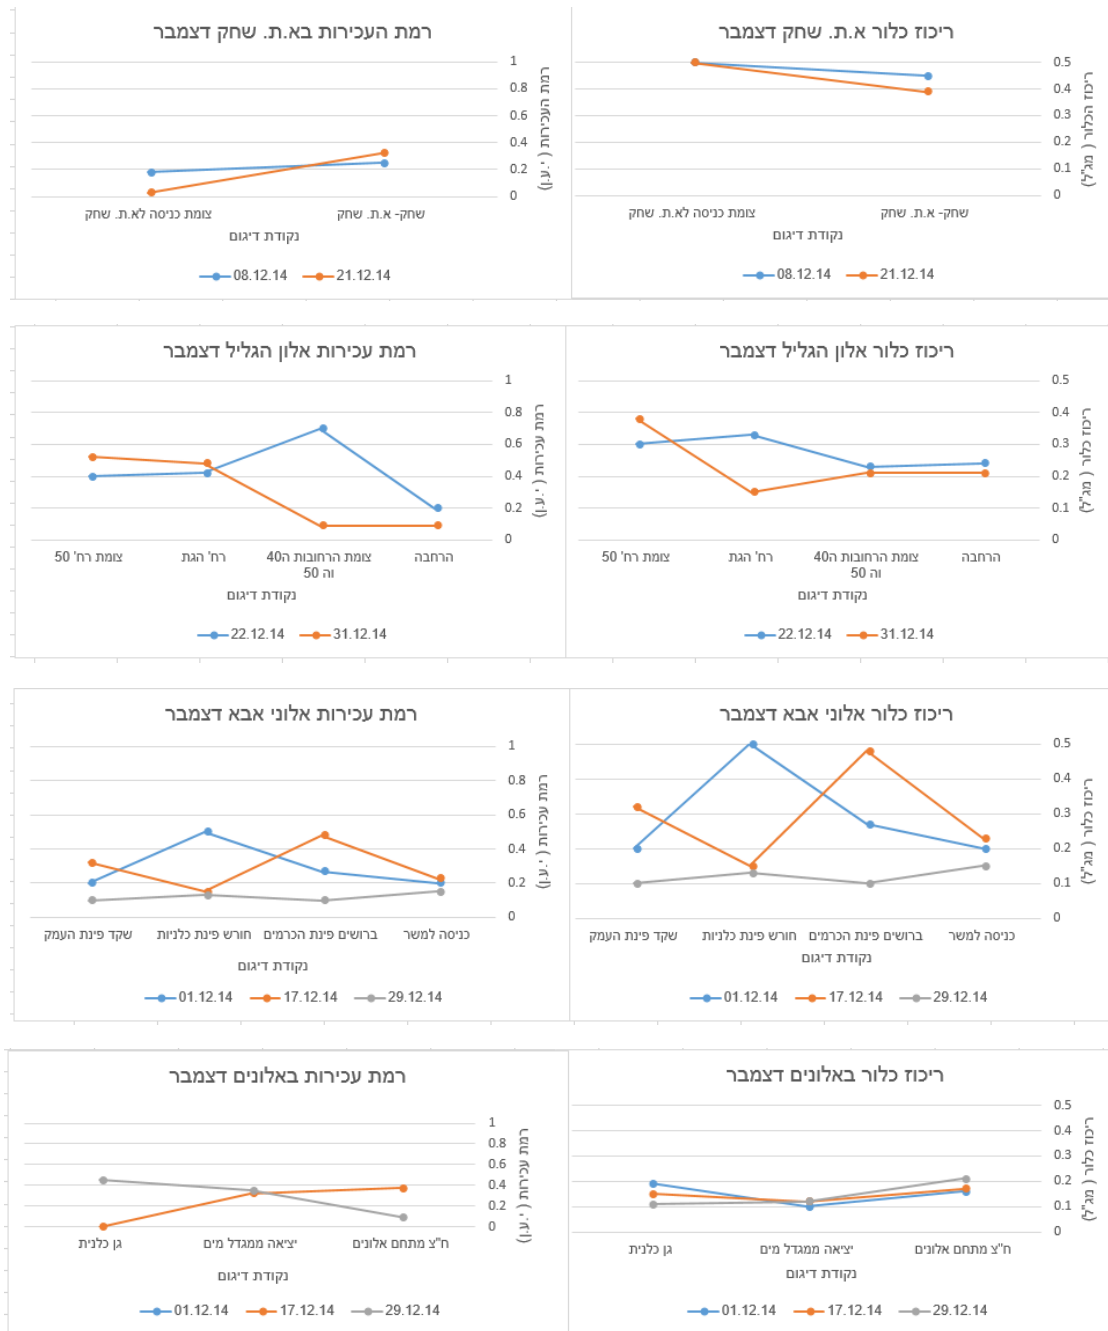 ריכוז כלור א.ת. שחק דצמבר
0.5
0.4
0.3
0.2
0.1
0
ריכוז הכלור ( מג"ל)
שחק- א.ת. שחק
צומת כניסה לא.ת. שחק
נקודת דיגום
08.12.14 21.12.14
רמת העכירות בא.ת. שחק דצמבר
1
0.8
0.6
0.4
0.2
0
רמת העכירות ( י.ע.ן)
שחק- א.ת. שחק
צומת כניסה לא.ת. שחק
נקודת דיגום
08.12.14 21.12.14
ריכוז כלור אלון הגליל דצמבר
0.5
0.4
0.3
0.2
0.1
0
ריכוז כלור ( מג"ל)
הרחבה
צומת הרחובות ה40
וה 50
רח' הגת
צומת רח' 50
נקודת דיגום
22.12.14 31.12.14
רמת עכירות אלון הגליל דצמבר
1
0.8
0.6
0.4
0.2
0
רמת עכירות ( י.ע.ן)
הרחבה
צומת הרחובות ה40
וה 50
רח' הגת
צומת רח' 50
נקודת דיגום
22.12.14 31.12.14
ריכוז כלור אלוני אבא דצמבר
0.5
0.4
0.3
0.2
0.1
0
ריכוז כלור ( מג"ל)
כניסה למשר
ברושים פינת הכרמים
חורש פינת כלניות
שקד פינת העמק
נקודת דיגום
01.12.14 17.12.14 29.12.14
רמת עכירות אלוני אבא דצמבר
1
0.8
0.6
0.4
0.2
0
רמת עכירות ( י.ע.ן)
כניסה למשר
ברושים פינת הכרמים
חורש פינת כלניות
שקד פינת העמק
נקודת דיגום
01.12.14 17.12.14 29.12.14
ריכוז כלור באלונים דצמבר
0.5
0.4
0.3
0.2
0.1
0
ריכוז כלור ( מג"ל)
ח"צ מתחם אלונים
יציאה ממגדל מים
גן כלנית
נקודת דיגום
01.12.14 17.12.14 29.12.14
רמת עכירות באלונים דצמבר
1
0.8
0.6
0.4
0.2
0
רמת עכירות ( י.ע.ן)
ח"צ מתחם אלונים
יציאה ממגדל מים
גן כלנית
נקודת דיגום
01.12.14 17.12.14 29.12.14